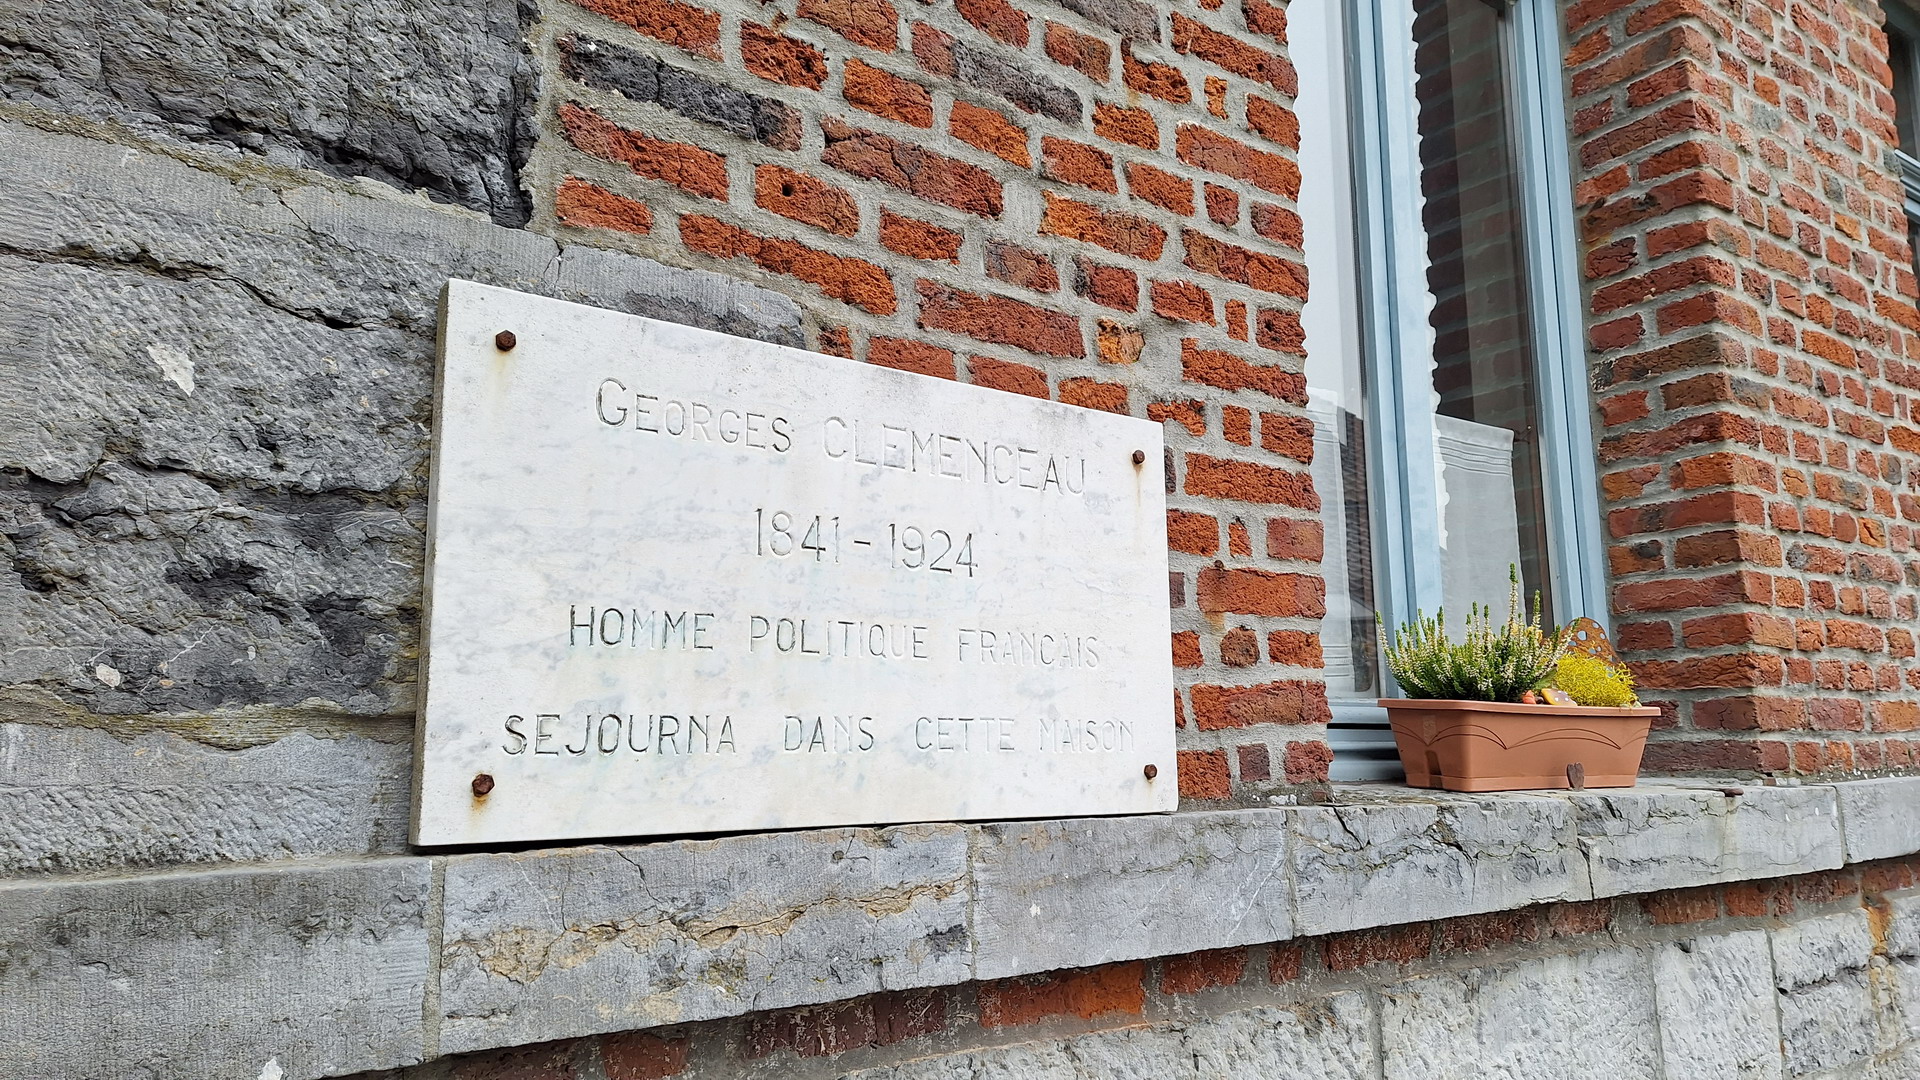 GEORGES CLEMENCEAU
1841-1924
HOMME POLITIQUE FRANCAIS
SEJOURNA DANS CETTE MAISON